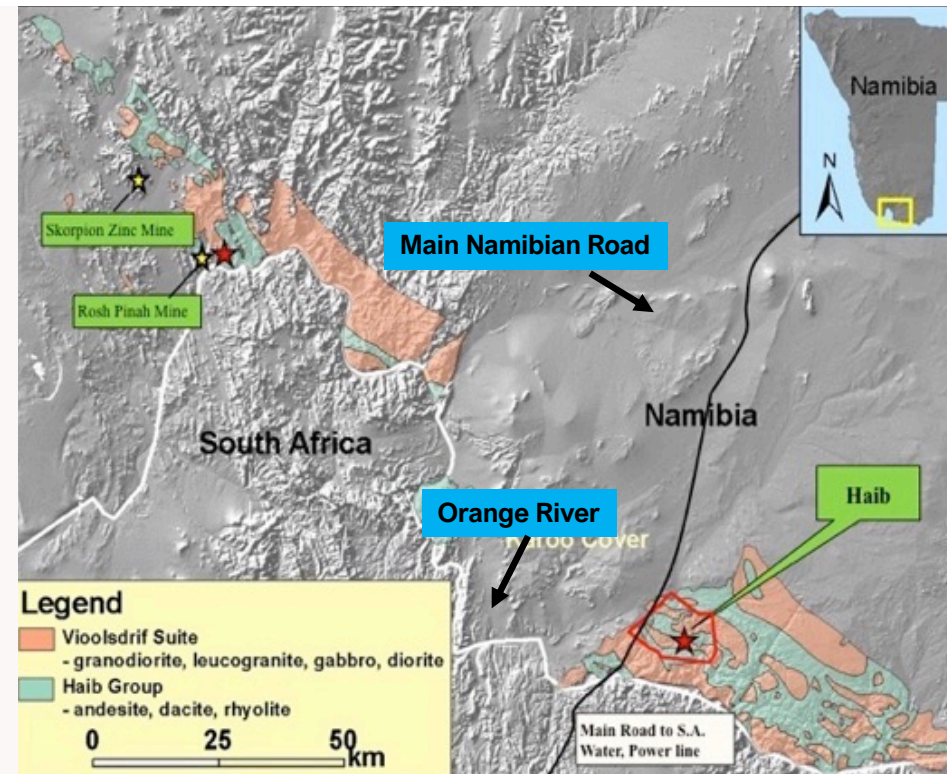 Namibia
N
Skorpion Zinc Mine
Rosh Pinah Mine
Main Namibian Road
South Africa
Namibia
Haib
Orange River
Karoo Cover
Legend
Vioolsdrif Suite
- granodiorite, leucogranite, gabbro, diorite
Haib Group
- andesite, dacite, rhyolite
0 25 50
km
Main Road to S.A.
Water, Power line